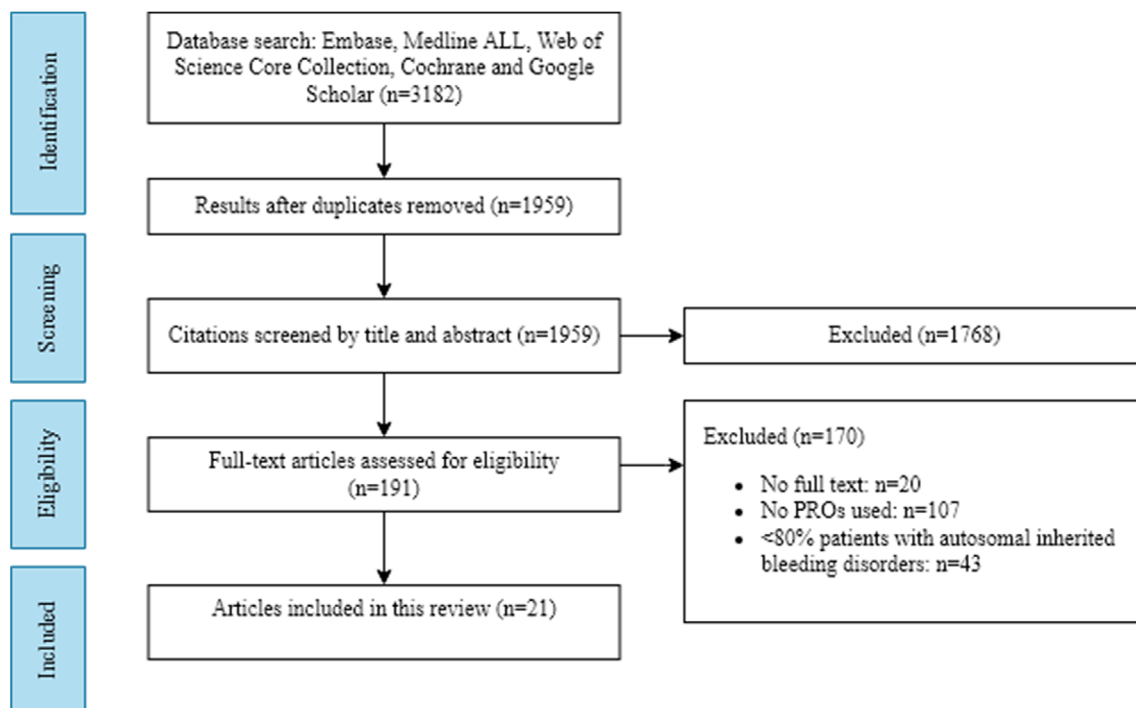 Identification
Database search: Embase, Medline ALL, Web of
Science Core Collection, Cochrane and Google
Scholar (n=3182)
Results after duplicates removed (n=1959)
Screening
Citations screened by title and abstract (n=1959)
Excluded (n=1768)
Eligibility
Full-text articles assessed for eligibility
(n=191)
Excluded (n=170)
• No full text: n=20
• No PROs used: n=107
• <80% patients with autosomal inherited
bleeding disorders: n=43
Included
Articles included in this review (n=21)